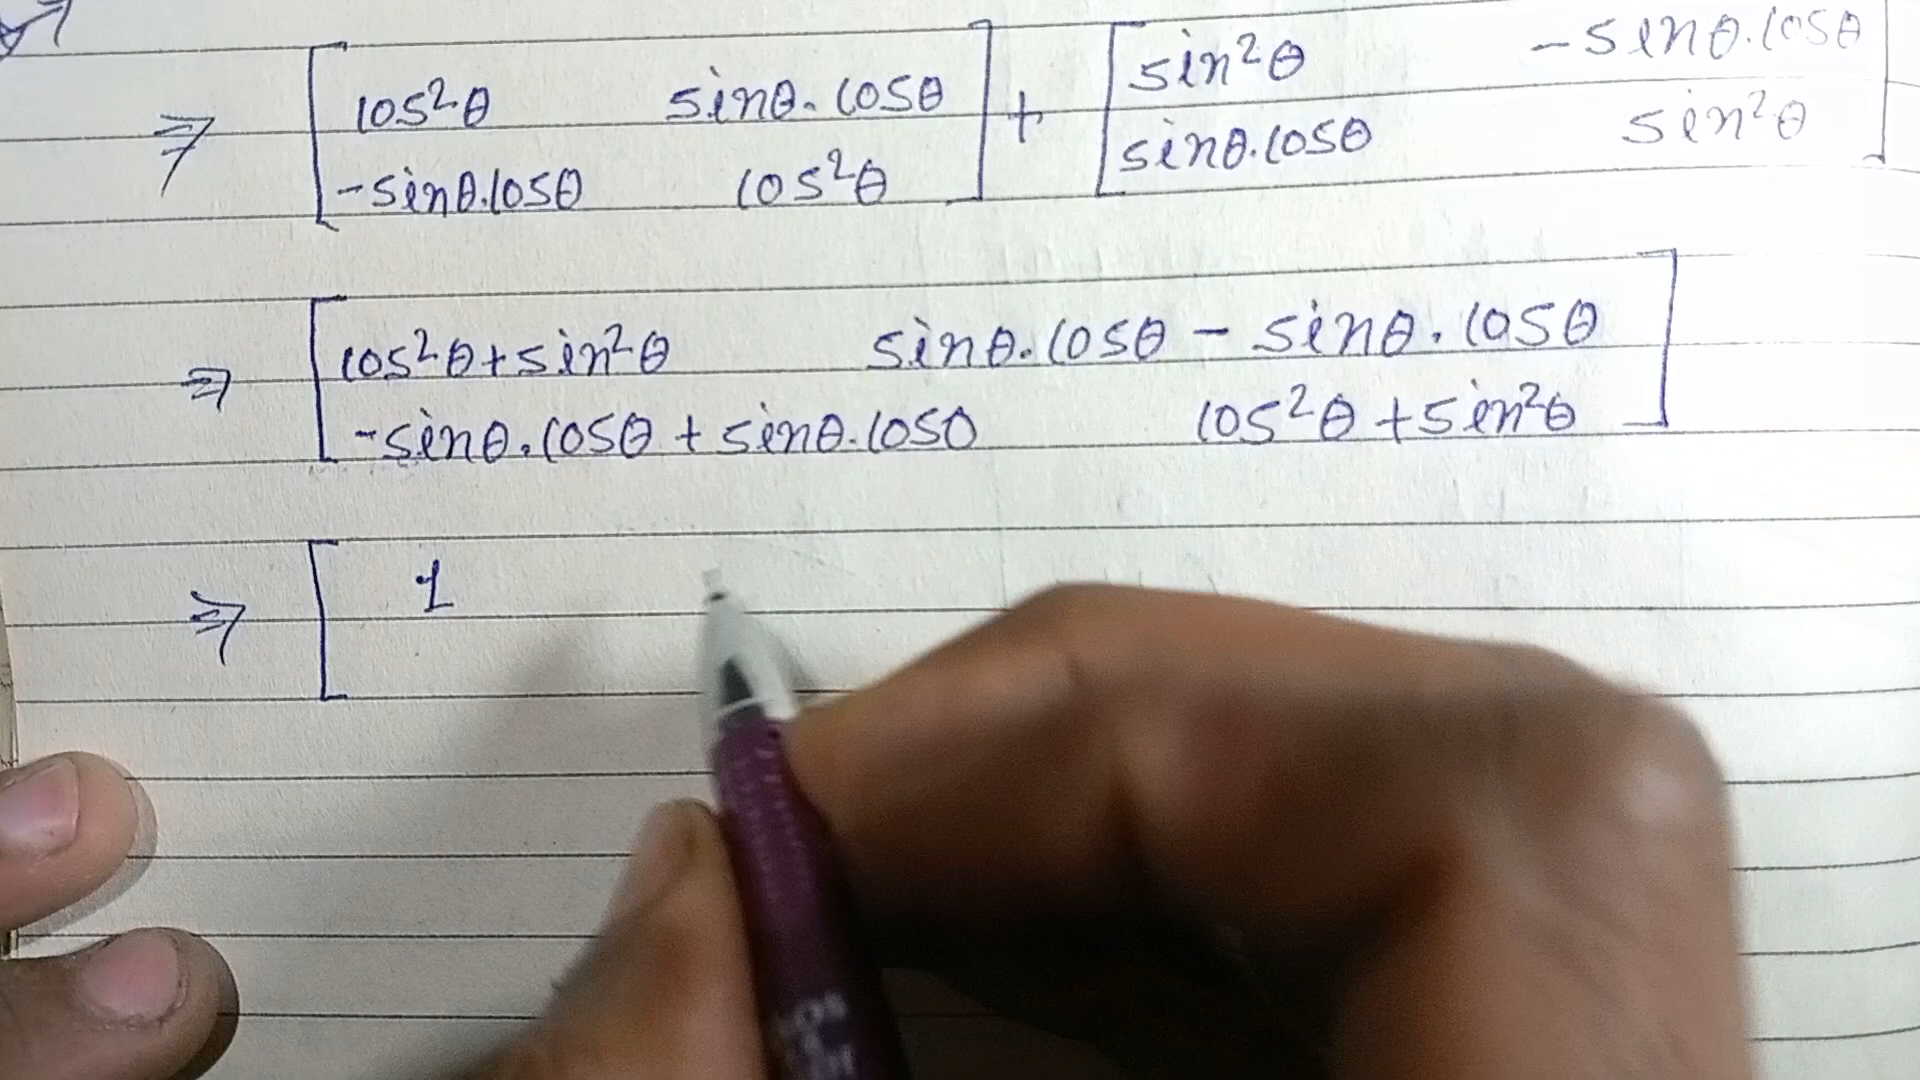 ⇒ [cos²θ sinθ.cosθ] + [sin²θ -sinθ.cosθ]
[-sinθ.cosθ cos²θ] [sinθ.cosθ sin²θ]
⇒ [cos²θ+sin²θ sinθ.cosθ - sinθ.cosθ]
[-sinθ.cosθ + sinθ.cosθ cos²θ + sin²θ]
⇒ [1